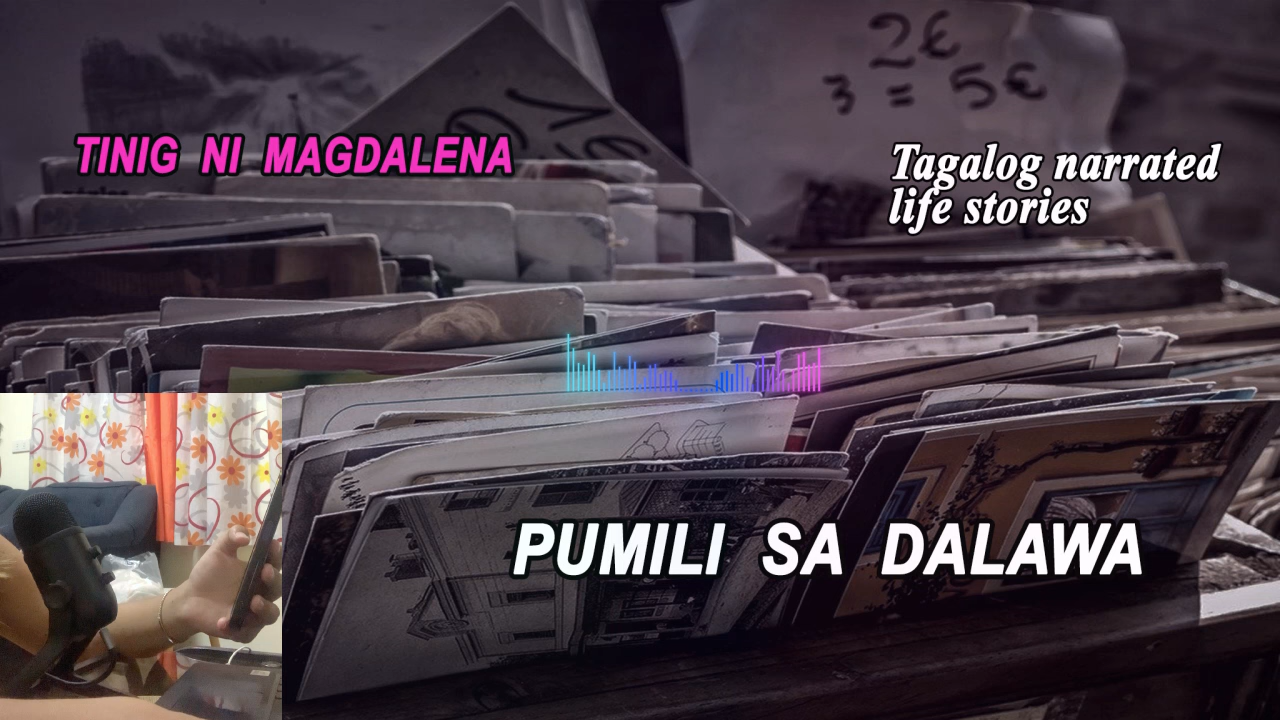 2€
3 = 5€
TINIG NI MAGDALENA
Tagalog narrated
life stories
PUMILI SA DALAWA